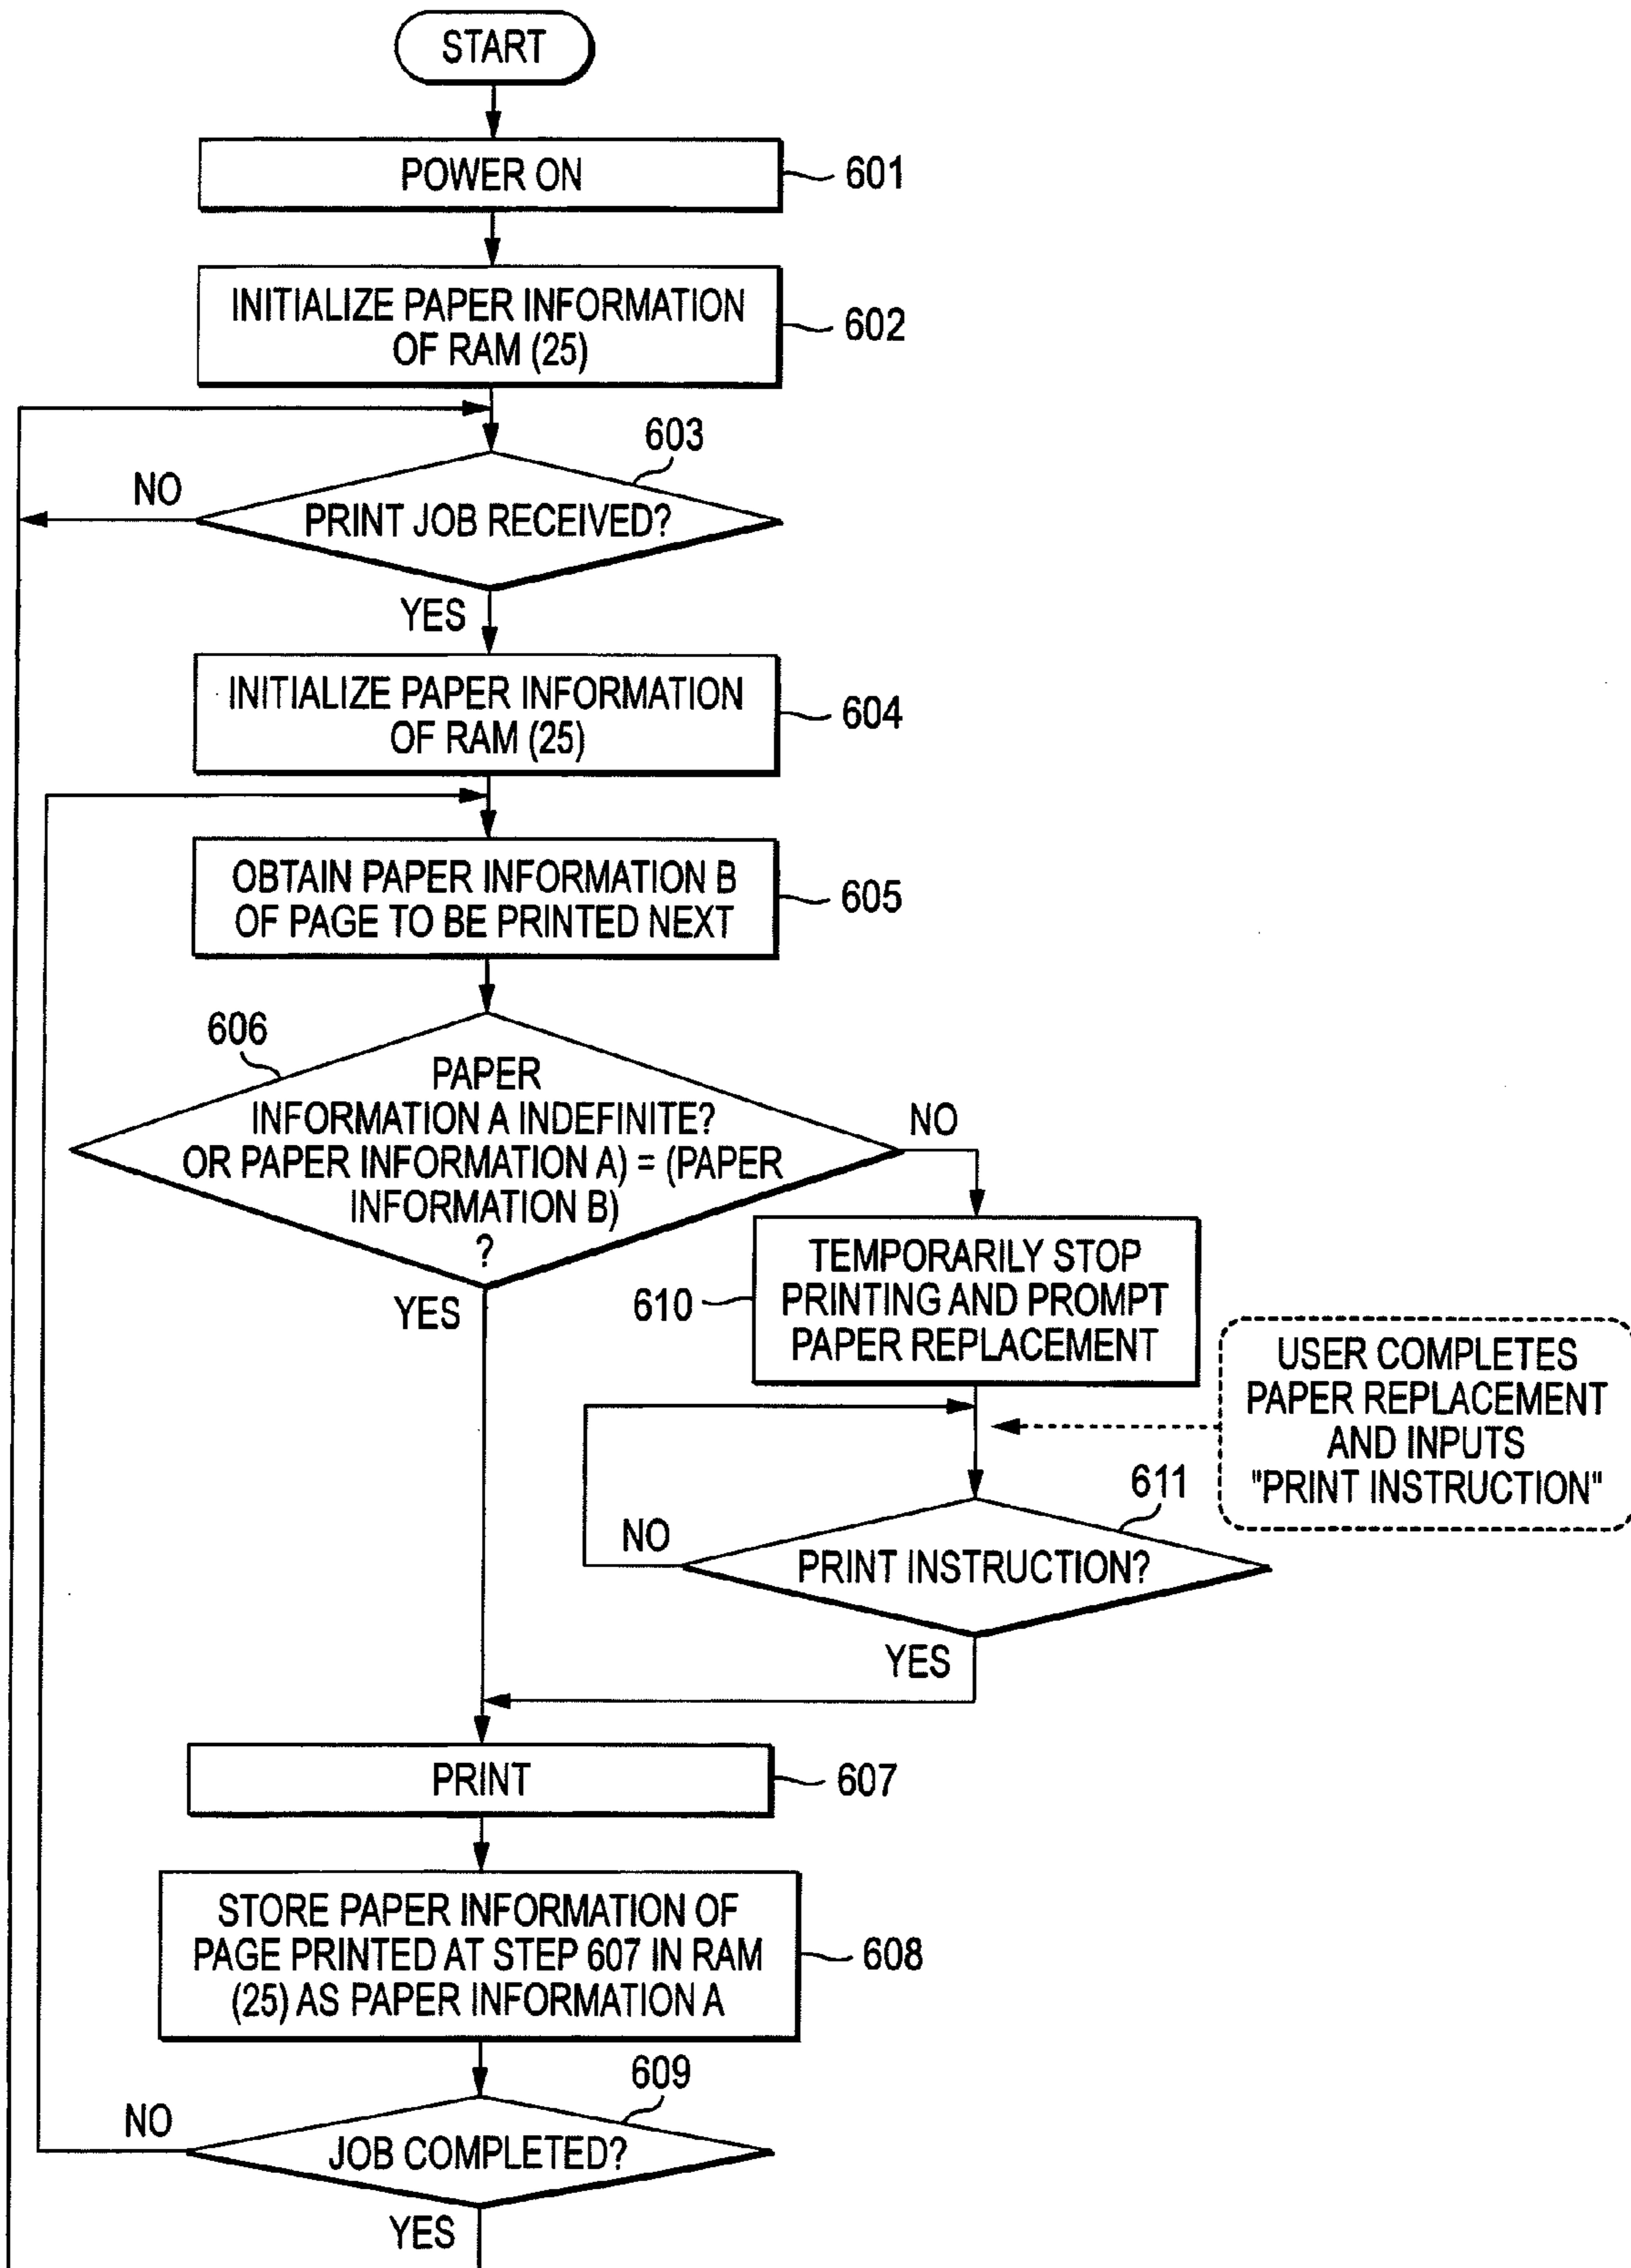 START
POWER ON
601
INITIALIZE PAPER INFORMATION
OF RAM (25)
602
603
NO
PRINT JOB RECEIVED?
YES
INITIALIZE PAPER INFORMATION
OF RAM (25)
604
OBTAIN PAPER INFORMATION B
OF PAGE TO BE PRINTED NEXT
605
606
PAPER
INFORMATION A INDEFINITE?
OR PAPER INFORMATION A) = (PAPER
INFORMATION B)
?
NO
YES
610
TEMPORARILY STOP
PRINTING AND PROMPT
PAPER REPLACEMENT
USER COMPLETES
PAPER REPLACEMENT
AND INPUTS
"PRINT INSTRUCTION"
611
NO
PRINT INSTRUCTION?
YES
PRINT
607
STORE PAPER INFORMATION OF
PAGE PRINTED AT STEP 607 IN RAM
(25) AS PAPER INFORMATION A
608
609
NO
JOB COMPLETED?
YES